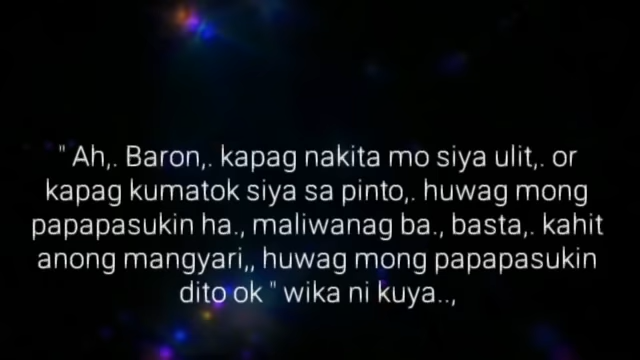 " Ah,. Baron,. kapag nakita mo siya ulit,. or
kapag kumatok siya sa pinto,. huwag mong
papapasukin ha., maliwanag ba., basta,. kahit
anong mangyari,, huwag mong papapasukin
dito ok " wika ni kuya..,